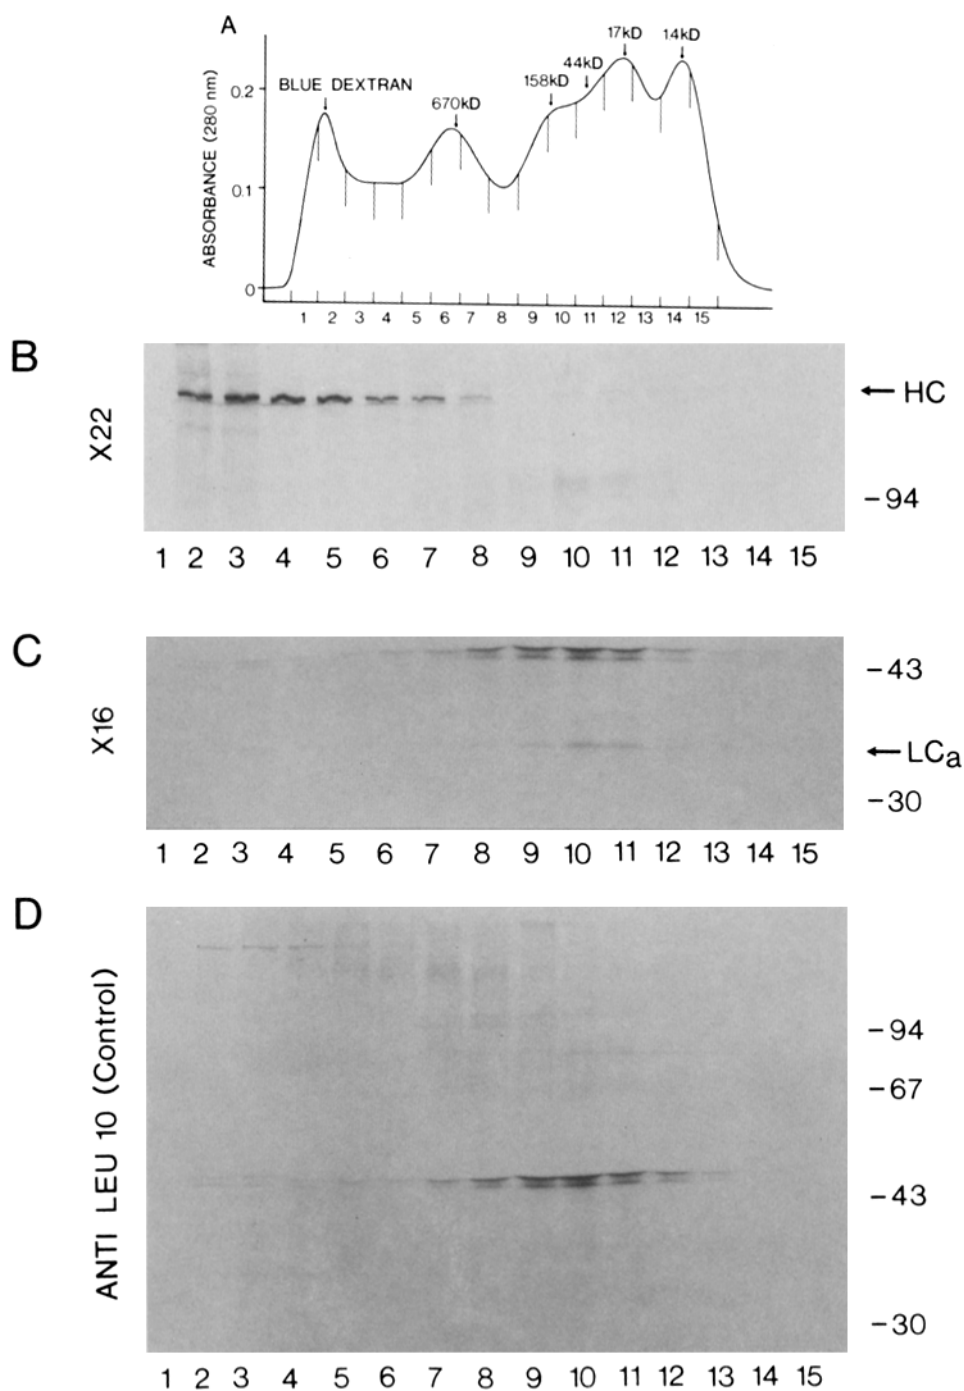 A
ABSORBANCE (280 nm)
0.2
0.1
0
BLUE DEXTRAN
670kD
158kD
44kD
17kD
1.4kD
1 2 3 4 5 6 7 8 9 10 11 12 13 14 15
B
X22
HC
-94
1 2 3 4 5 6 7 8 9 10 11 12 13 14 15
C
X16
-43
LCa
-30
1 2 3 4 5 6 7 8 9 10 11 12 13 14 15
D
ANTI LEU 10 (Control)
-94
-67
-43
-30
1 2 3 4 5 6 7 8 9 10 11 12 13 14 15